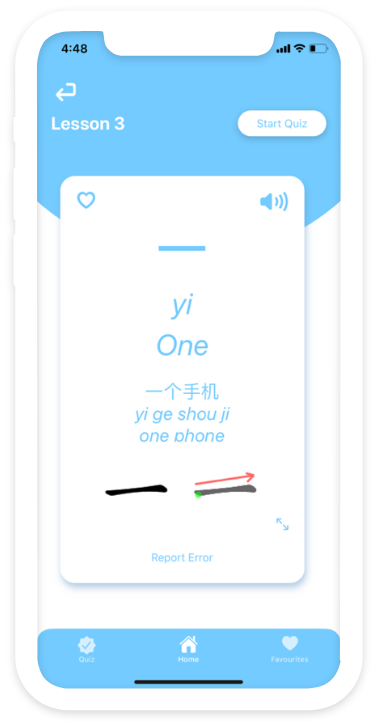 4:48
Lesson 3
Start Quiz
一
yi
One
一个手机
yi ge shou ji
one phone
Report Error
Quiz
Home
Favourites